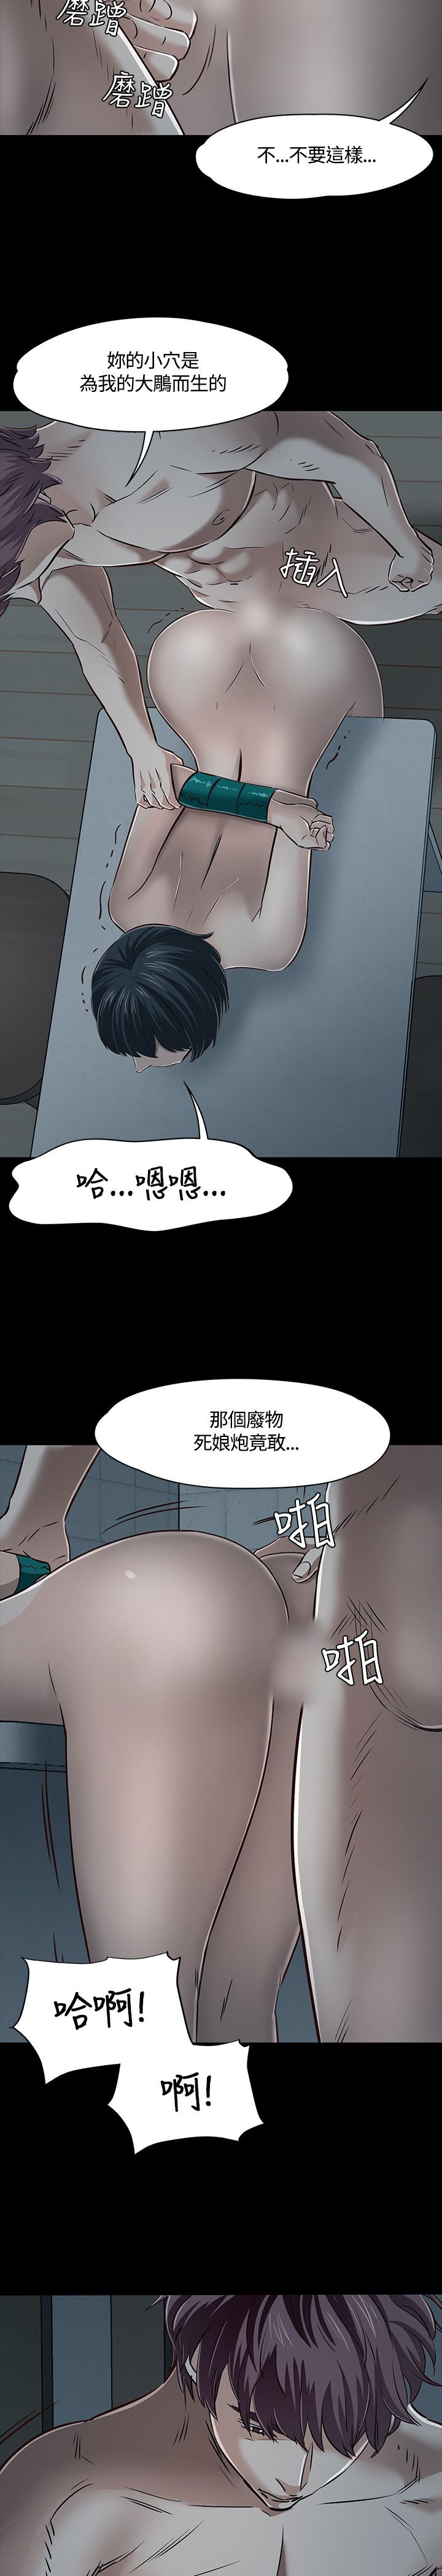 磨蹭
磨蹭
不...不要這樣...
妳的小穴是
為我的大鵰而生的
插入
哈...嗯嗯...
那個廢物
死娘炮竟敢...
啪
啪
哈啊!
啊!